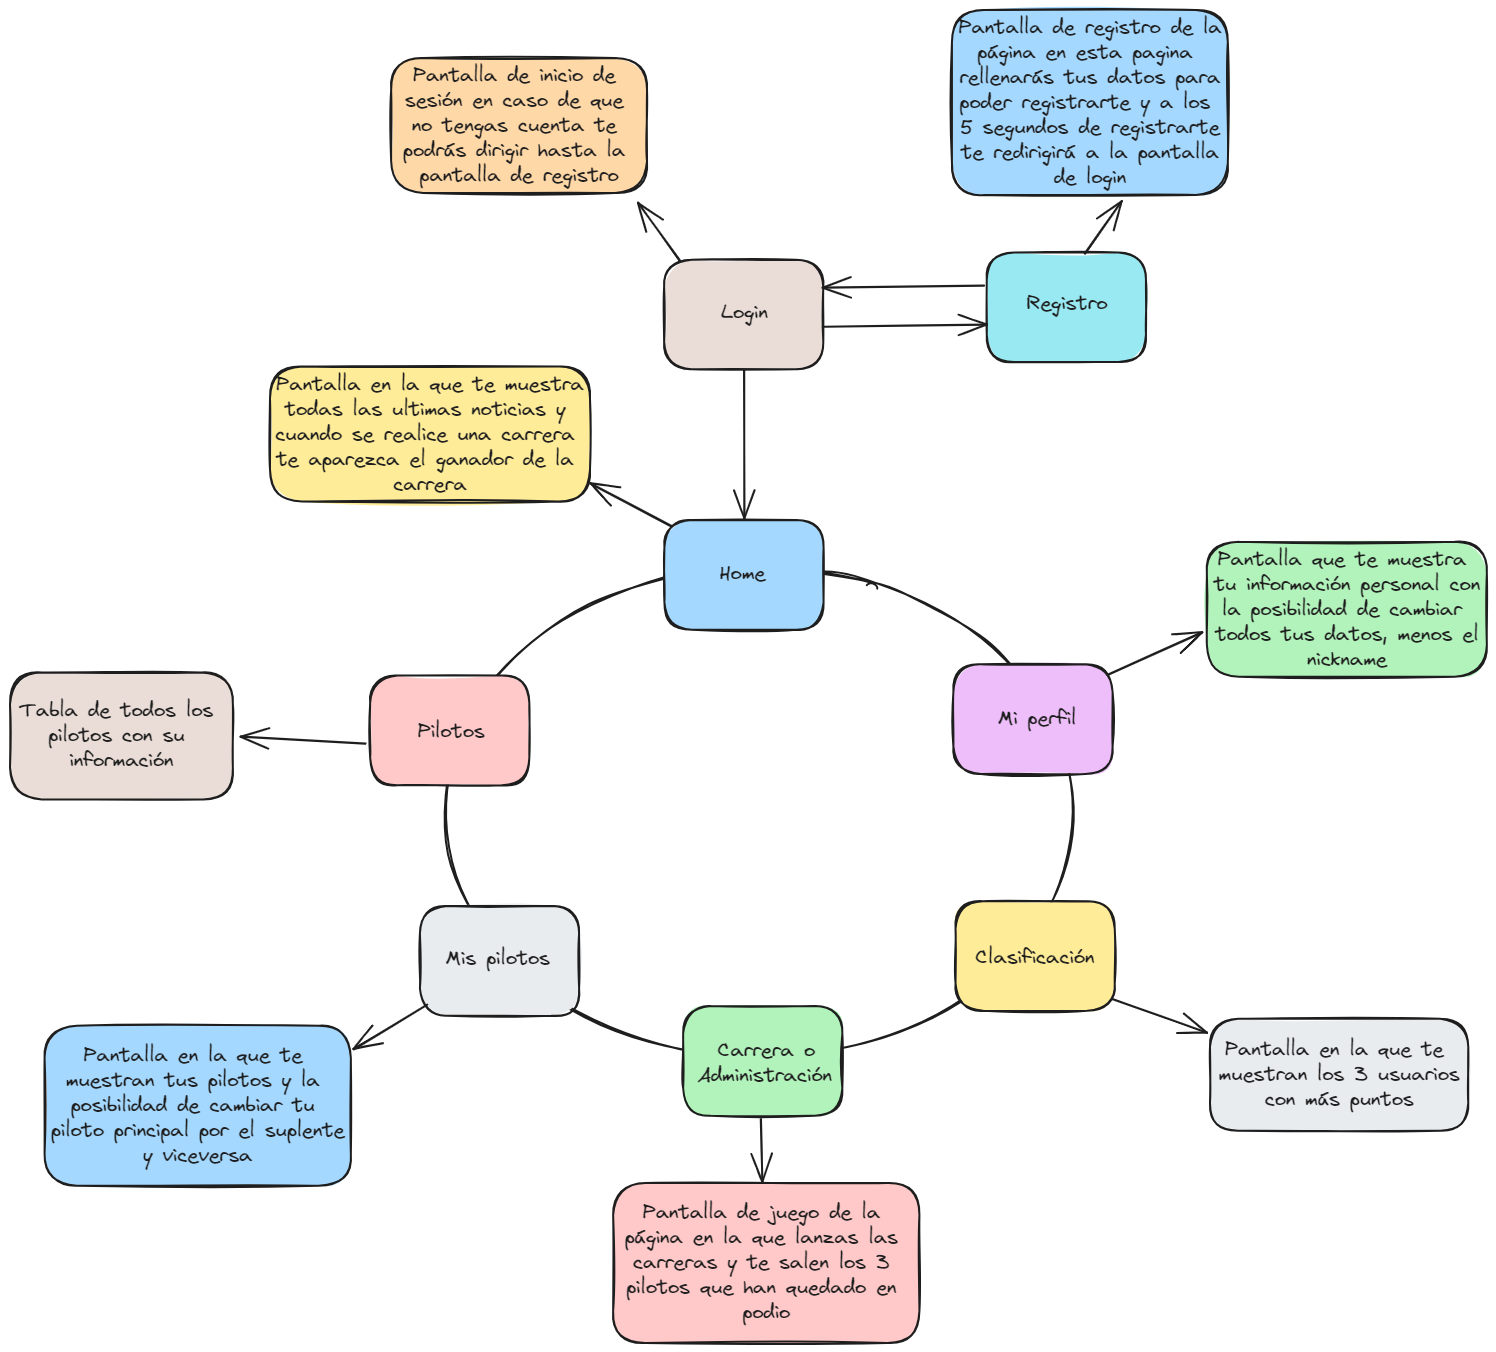 Pantalla de registro de la
página en esta pagina
rellenarás tus datos para
poder registrarte y a los
5 segundos de registrarte
te redirigirá a la pantalla
de login
Pantalla de inicio de
sesión en caso de que
no tengas cuenta te
podrás dirigir hasta la
pantalla de registro
Login
Registro
Pantalla en la que te muestra
todas las ultimas noticias y
cuando se realice una carrera
te aparezca el ganador de la
carrera
Home
Pantalla que te muestra
tu información personal con
la posibilidad de cambiar
todos tus datos, menos el
nickname
Mi perfil
Pilotos
Tabla de todos los
pilotos con su
información
Mis pilotos
Clasificación
Carrera o
Administración
Pantalla en la que te
muestran tus pilotos y la
posibilidad de cambiar tu
piloto principal por el suplente
y viceversa
Pantalla en la que te
muestran los 3 usuarios
con más puntos
Pantalla de juego de la
página en la que lanzas las
carreras y te salen los 3
pilotos que han quedado en
podio